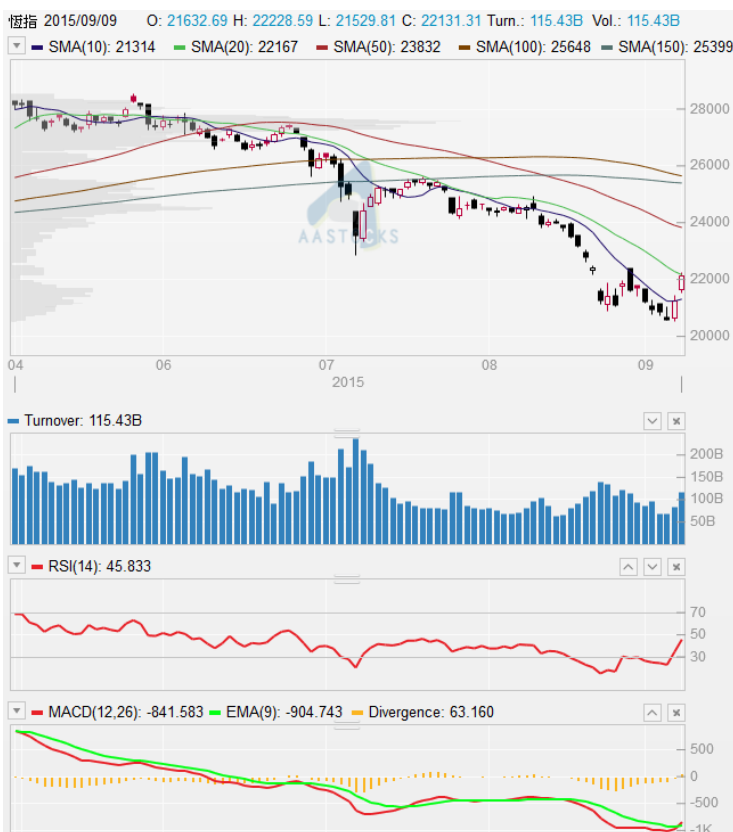 恆指 2015/09/09 O: 21632.69 H: 22228.59 L: 21529.81 C: 22131.31 Turn.: 115.43B Vol.: 115.43B
SMA(10): 21314 SMA(20): 22167 SMA(50): 23832 SMA(100): 25648 SMA(150): 25399
28000
26000
24000
AASTOCKS
22000
20000
04 06 07 08 09
2015
Turnover: 115.43B
200B
150B
100B
50B
RSI(14): 45.833
70
50
30
MACD(12,26): -841.583 EMA(9): -904.743 Divergence: 63.160
500
0
-500
-1K